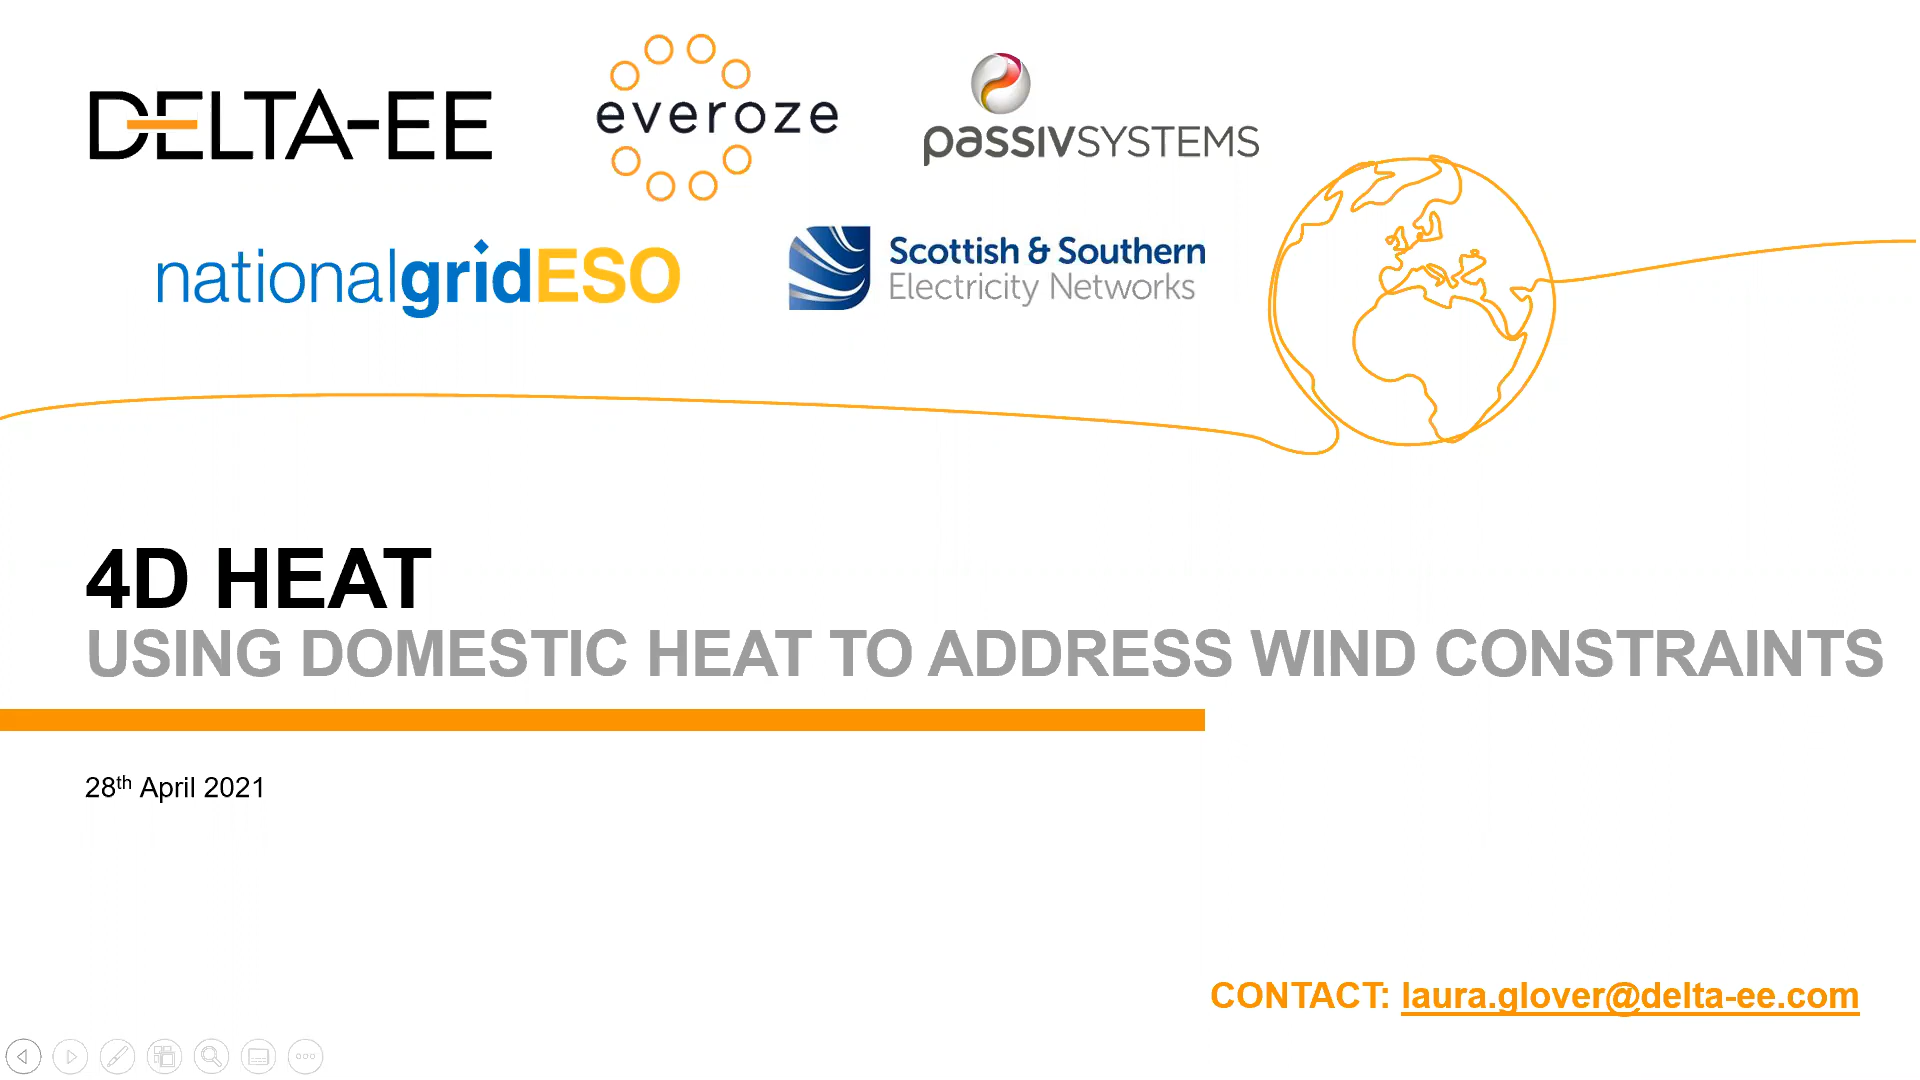 DELTA-EE
everoze
passivSYSTEMS
nationalgridESO
Scottish & Southern
Electricity Networks
4D HEAT
USING DOMESTIC HEAT TO ADDRESS WIND CONSTRAINTS
28th April 2021
CONTACT: laura.glover@delta-ee.com